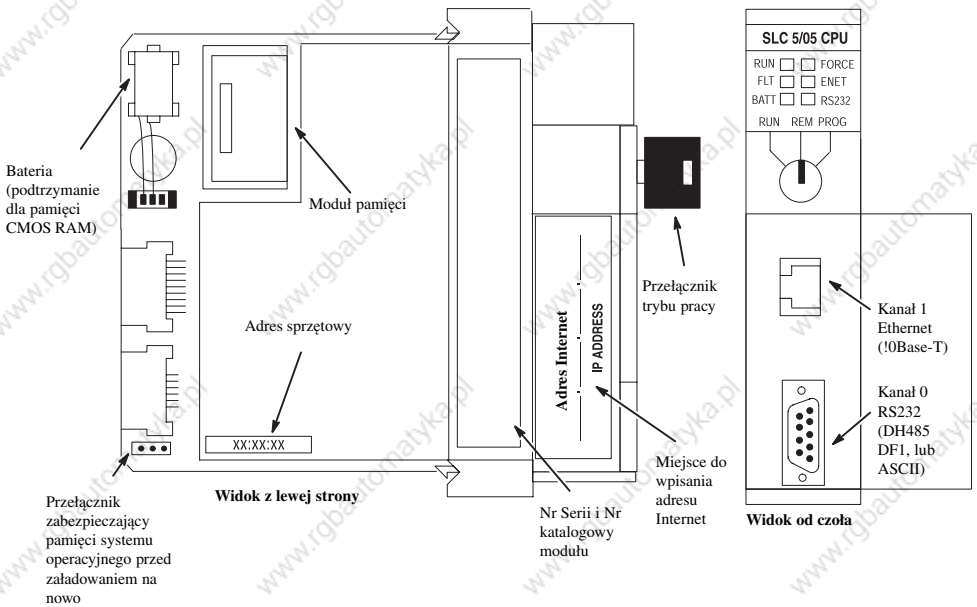 Bateria
(podtrzymanie
dla pamięci
CMOS RAM)
Moduł pamięci
Adres sprzętowy
XX:XX:XX
Przełącznik
zabezpieczający
pamięci systemu
operacyjnego przed
załadowaniem na
nowo
Widok z lewej strony
Adres Internet
IP ADDRESS
Nr Serii i Nr
katalogowy
modułu
Miejsce do
wpisania
adresu
Internet
Przełącznik
trybu pracy
SLC 5/05 CPU
RUN FORCE
FLT ENET
BATT RS232
RUN REM PROG
Kanał 1
Ethernet
(!0Base-T)
Kanał 0
RS232
(DH485
DF1, lub
ASCII)
Widok od czoła
www.rgbautomatyka.pl